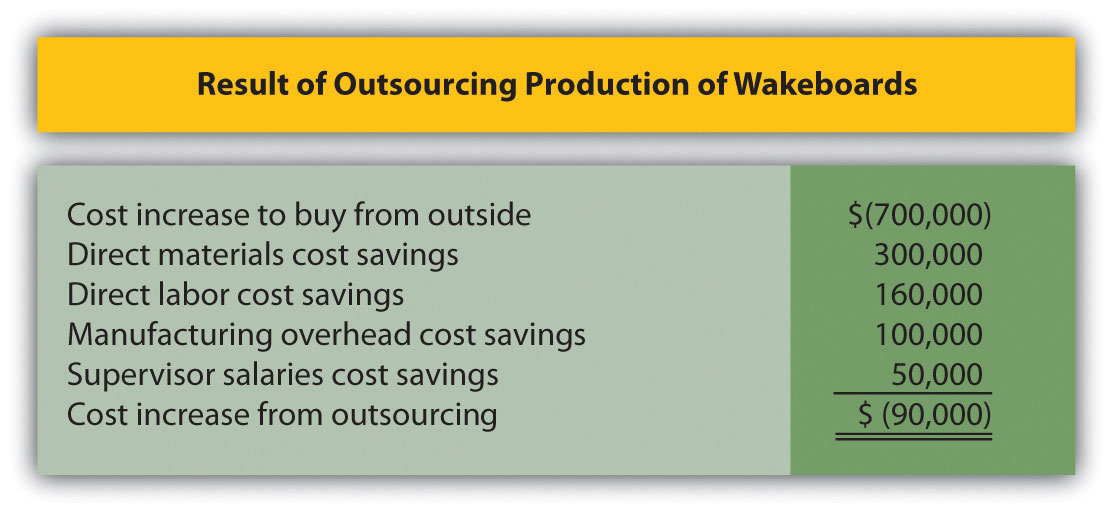 Result of Outsourcing Production of Wakeboards
Cost increase to buy from outside $(700,000)
Direct materials cost savings 300,000
Direct labor cost savings 160,000
Manufacturing overhead cost savings 100,000
Supervisor salaries cost savings 50,000
Cost increase from outsourcing $ (90,000)